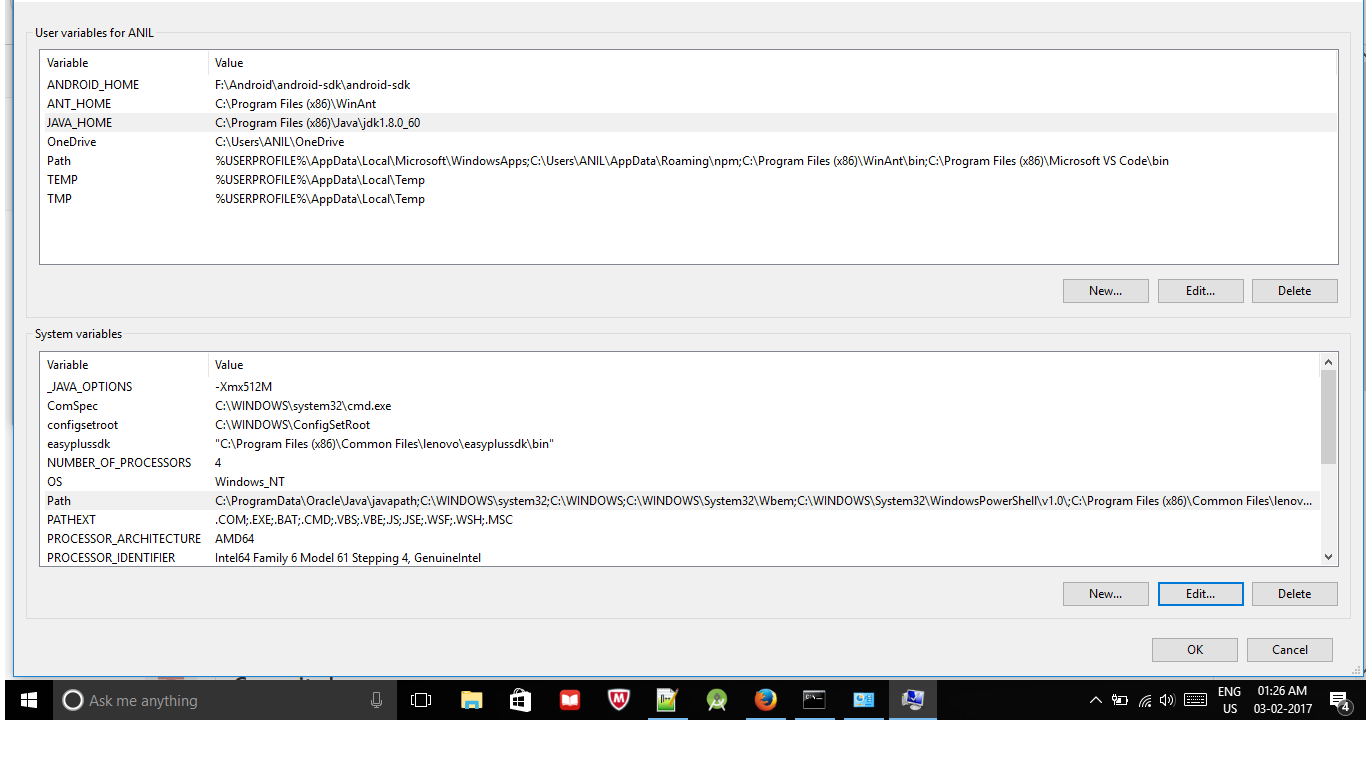 User variables for ANIL
Variable Value
ANDROID_HOME F:\Android\android-sdk\android-sdk
ANT_HOME C:\Program Files (x86)\WinAnt
JAVA_HOME C:\Program Files (x86)\Java\jdk1.8.0_60
OneDrive C:\Users\ANIL\OneDrive
Path %USERPROFILE%\AppData\Local\Microsoft\WindowsApps;C:\Users\ANIL\AppData\Roaming\npm;C:\Program Files (x86)\WinAnt\bin;C:\Program Files (x86)\Microsoft VS Code\bin
TEMP %USERPROFILE%\AppData\Local\Temp
TMP %USERPROFILE%\AppData\Local\Temp
New... Edit... Delete
System variables
Variable Value
_JAVA_OPTIONS -Xmx512M
ComSpec C:\WINDOWS\system32\cmd.exe
configsetroot C:\WINDOWS\ConfigSetRoot
easyplussdk "C:\Program Files (x86)\Common Files\lenovo\easyplussdk\bin"
NUMBER_OF_PROCESSORS 4
OS Windows_NT
Path C:\ProgramData\Oracle\Java\javapath;C:\WINDOWS\system32;C:\WINDOWS;C:\WINDOWS\System32\Wbem;C:\WINDOWS\System32\WindowsPowerShell\v1.0\;C:\Program Files (x86)\Common Files\lenov...
PATHEXT .COM;.EXE;.BAT;.CMD;.VBS;.VBE;.JS;.JSE;.WSF;.WSH;.MSC
PROCESSOR_ARCHITECTURE AMD64
PROCESSOR_IDENTIFIER Intel64 Family 6 Model 61 Stepping 4, GenuineIntel
New... Edit... Delete
OK Cancel
Ask me anything
ENG 01:26 AM
US 03-02-2017
4